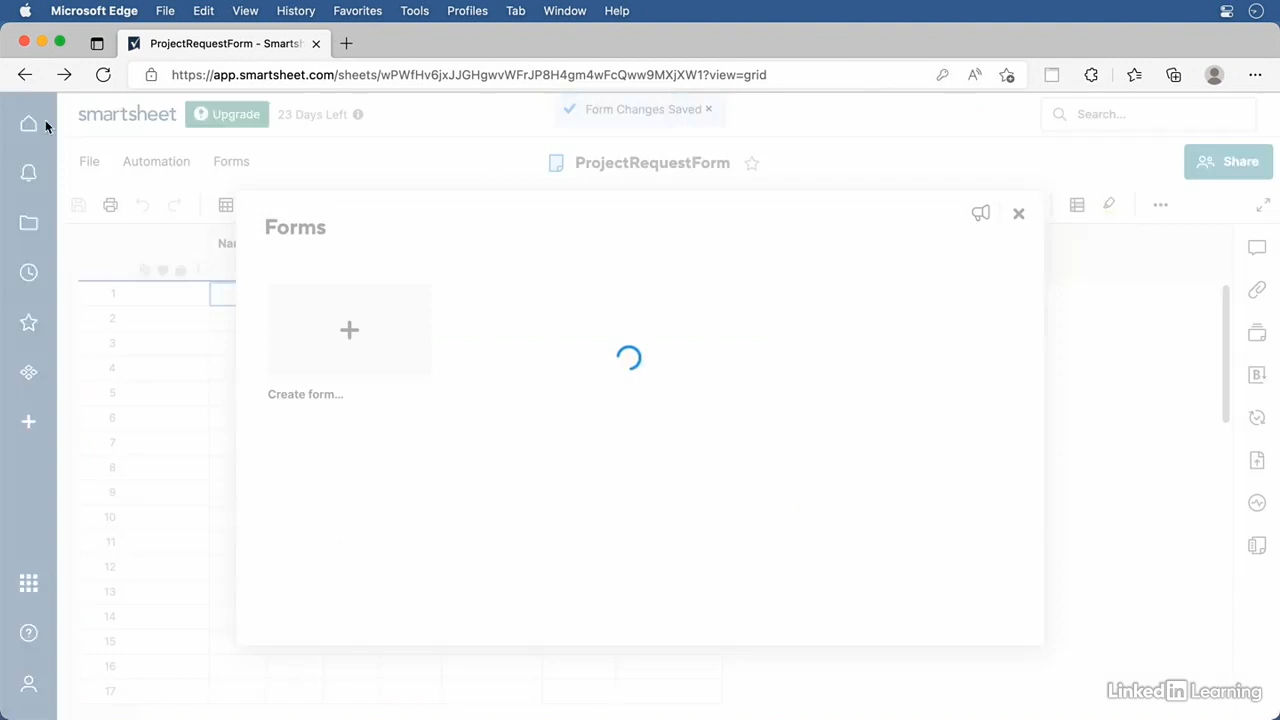 Microsoft Edge File Edit View History Favorites Tools Profiles Tab Window Help
ProjectRequestForm - Smartsh
https://app.smartsheet.com/sheets/wPWfHv6jxJJGHgwvWFrJP8H4gm4wFcQww9MXjXW1?view=grid
smartsheet Upgrade 23 Days Left Form Changes Saved × Search...
File Automation Forms ProjectRequestForm Share
Forms
Nar
1
2
3
4
5
6
7
8
9
10
11
12
13
14
15
16
17
Create form...
LinkedIn Learning